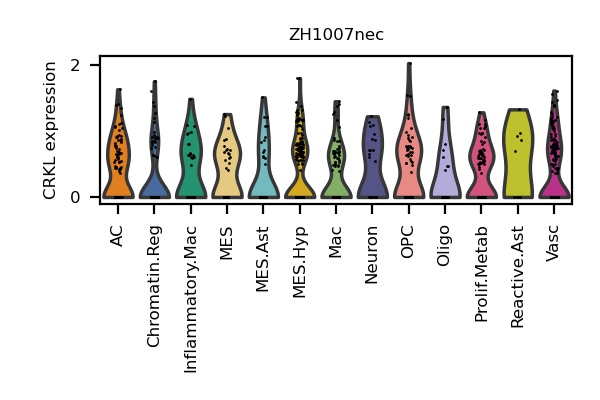 ZH1007nec
CRKL expression
2
0
AC
Chromatin.Reg
Inflammatory.Mac
MES
MES.Ast
MES.Hyp
Mac
Neuron
OPC
Oligo
Prolif.Metab
Reactive.Ast
Vasc